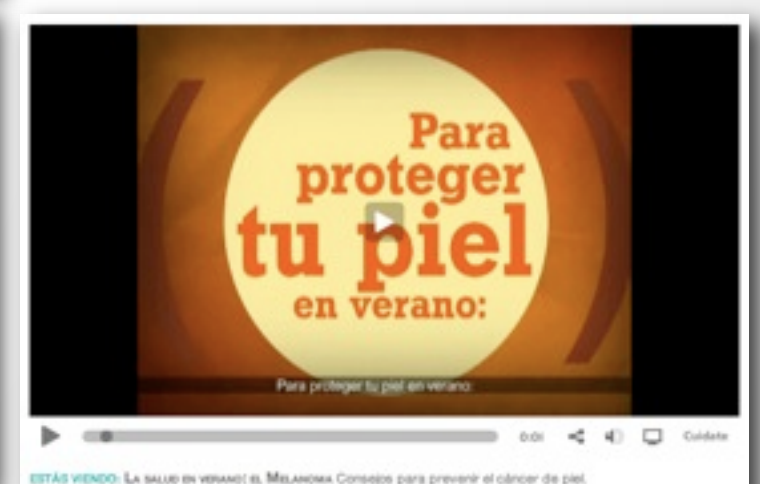 Para
proteger
tu piel
en verano:
Para proteger tu piel en verano:
0:01 Cuídate
ESTÁS VIENDO: LA SALUD EN VERANO: EL MELANOMA Consejos para prevenir el cáncer de piel.